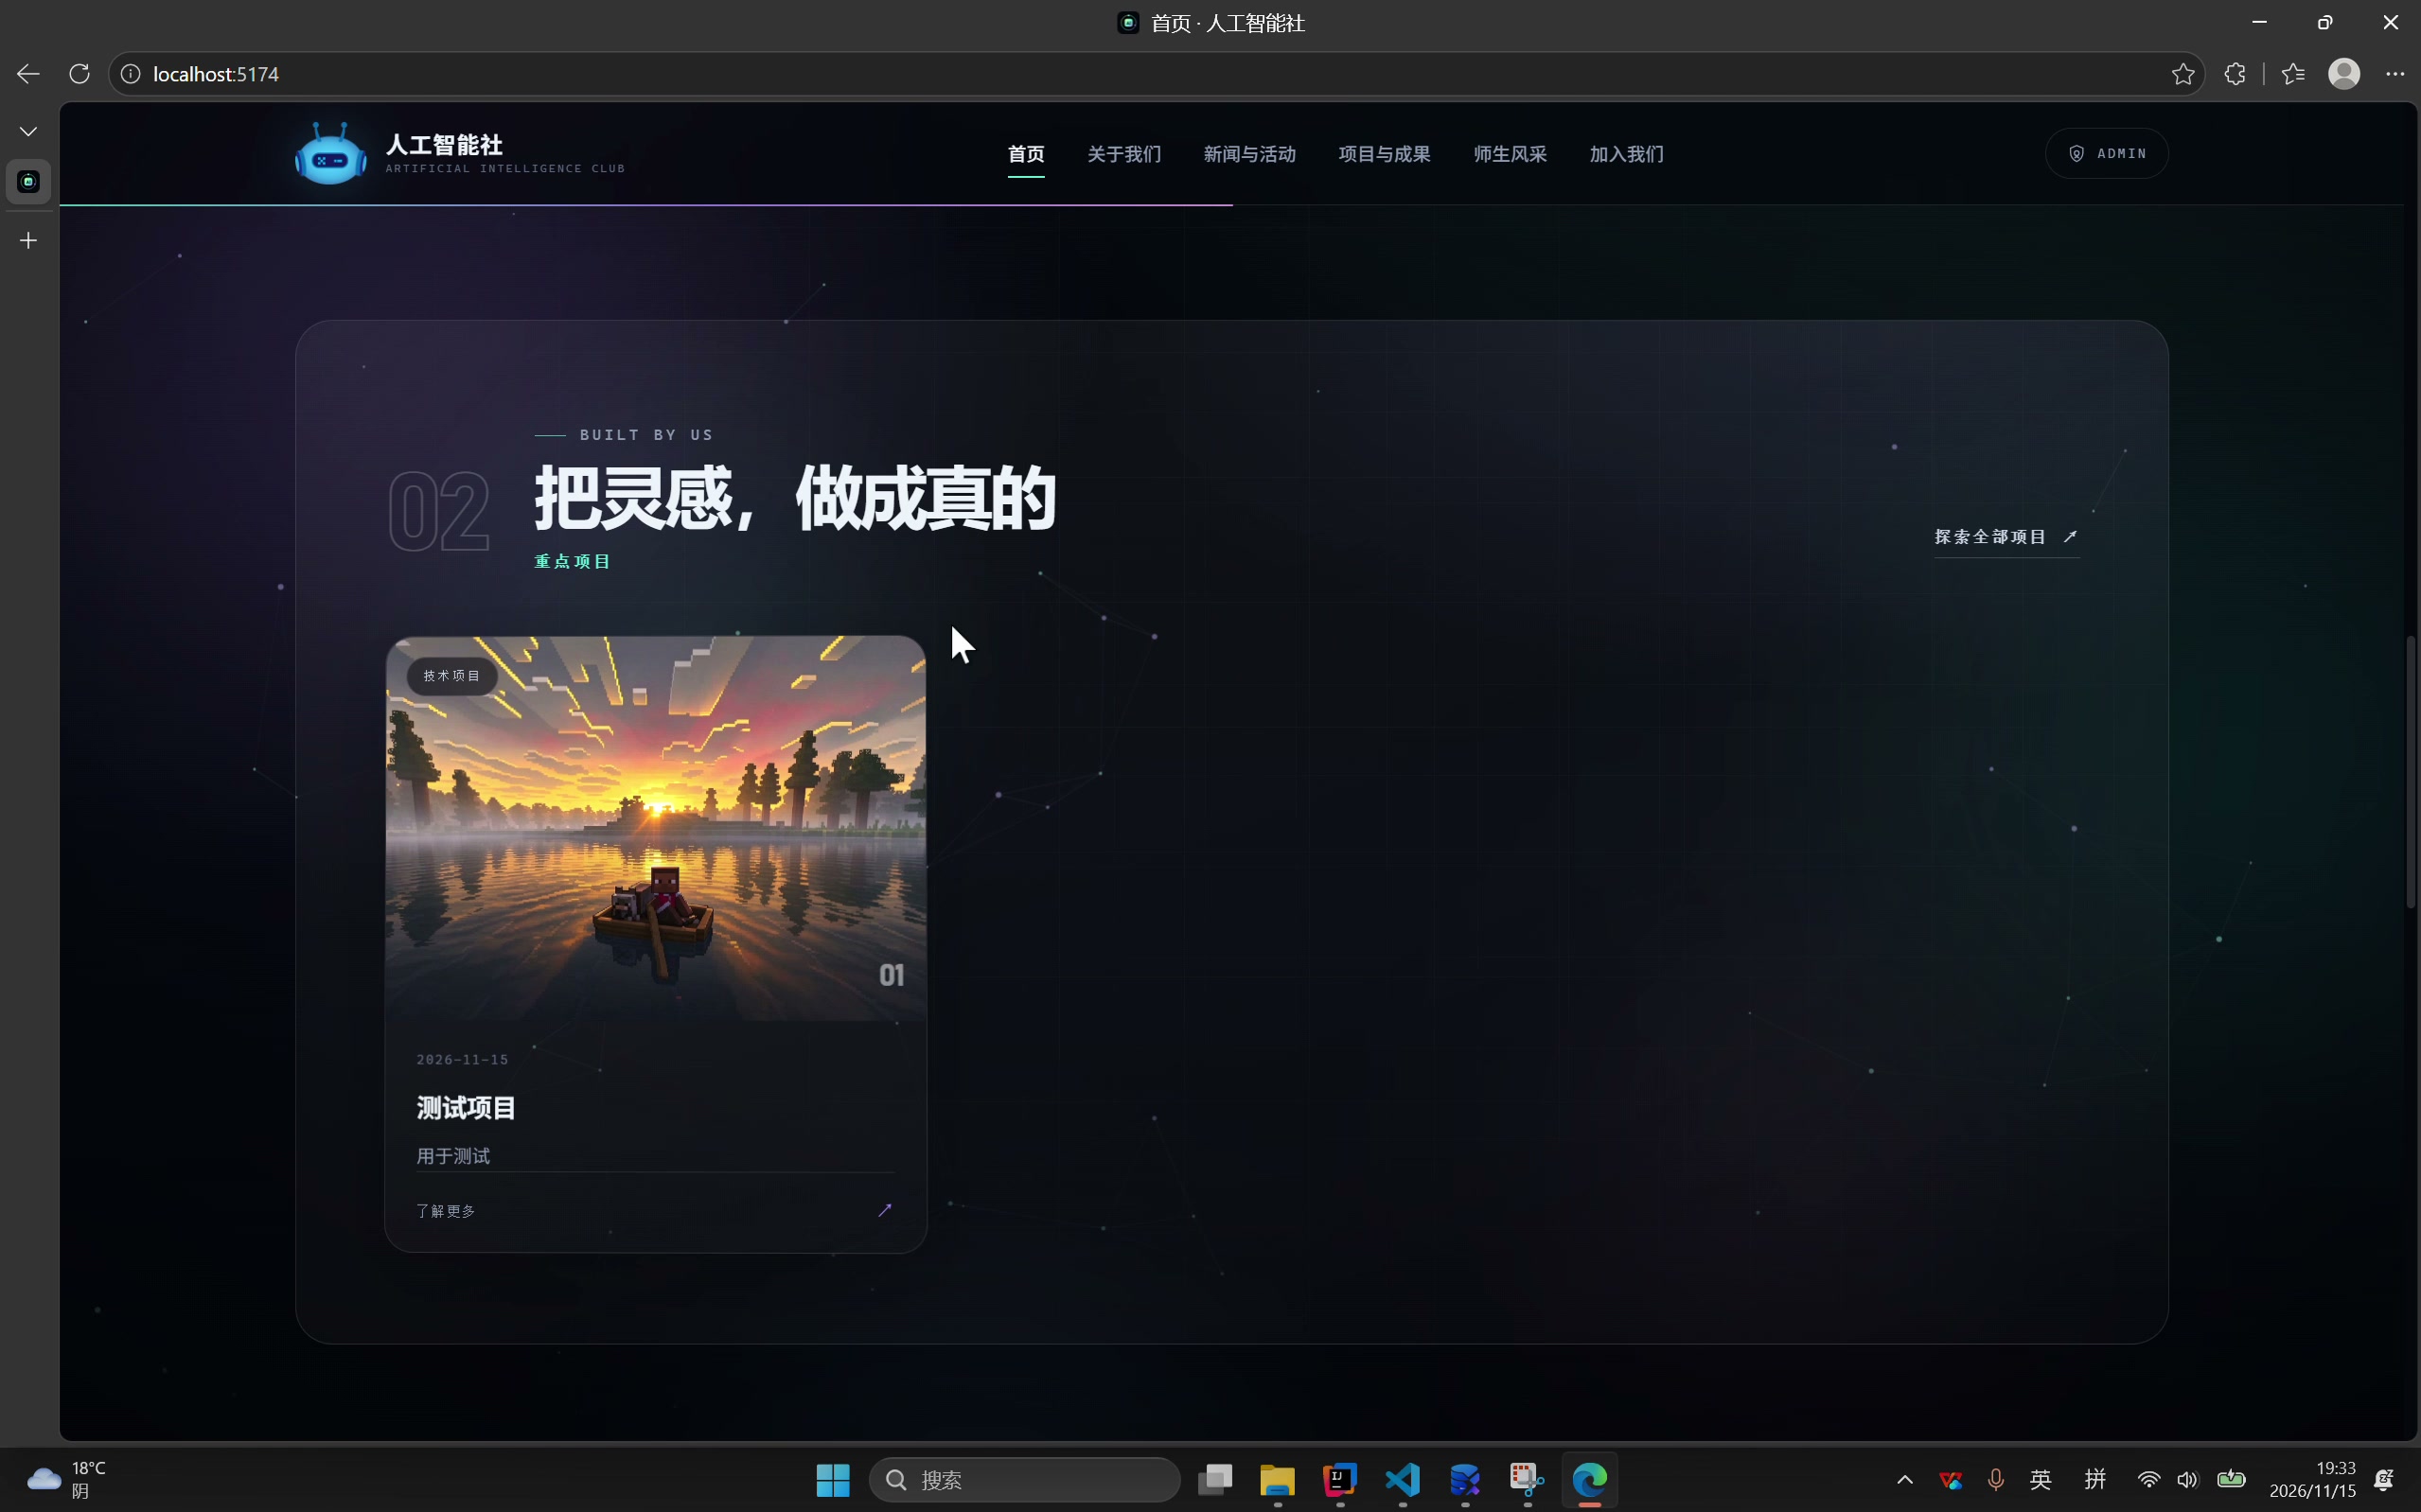 首页 · 人工智能社
localhost:5174
人工智能社
ARTIFICIAL INTELLIGENCE CLUB
首页
关于我们
新闻与活动
项目与成果
师生风采
加入我们
ADMIN
BUILT BY US
02
把灵感，做成真的
重点项目
探索全部项目
技术项目
01
2026-11-15
测试项目
用于测试
了解更多
18°C
阴
搜索
英
拼
19:33
2026/11/15